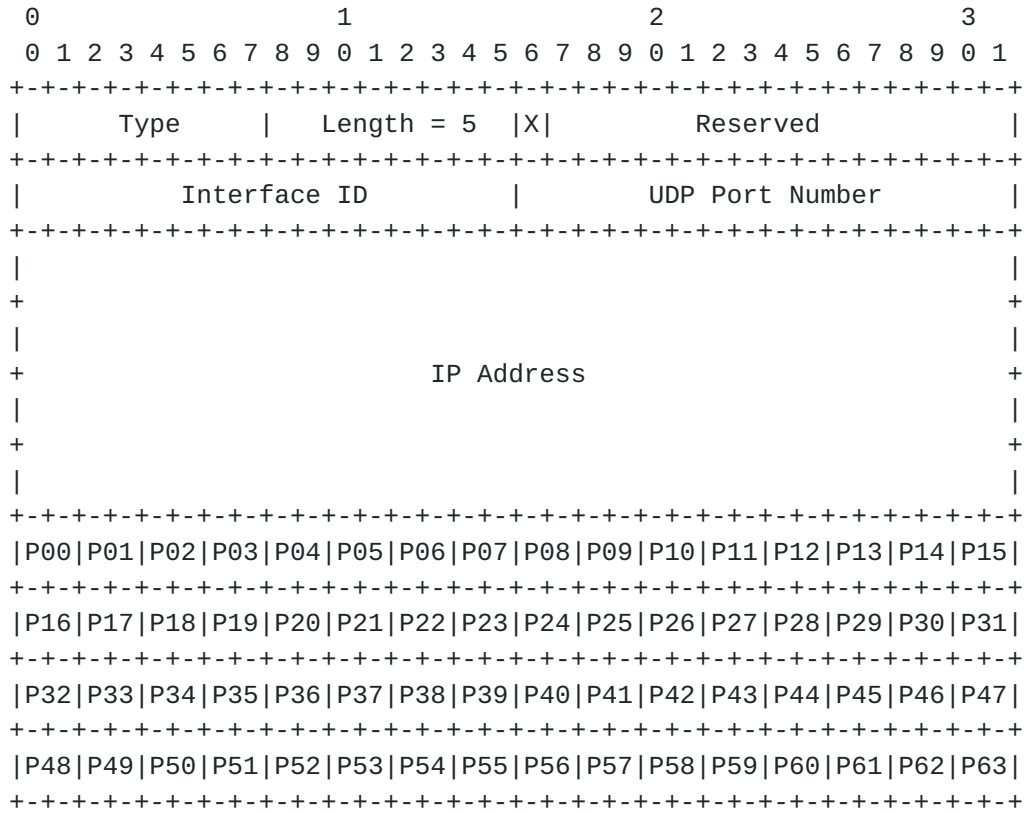 0                   1                   2                   3
 0 1 2 3 4 5 6 7 8 9 0 1 2 3 4 5 6 7 8 9 0 1 2 3 4 5 6 7 8 9 0 1
+-+-+-+-+-+-+-+-+-+-+-+-+-+-+-+-+-+-+-+-+-+-+-+-+-+-+-+-+-+-+-+-+
|      Type     |   Length = 5  |X|         Reserved            |
+-+-+-+-+-+-+-+-+-+-+-+-+-+-+-+-+-+-+-+-+-+-+-+-+-+-+-+-+-+-+-+-+
|          Interface ID         |        UDP Port Number        |
+-+-+-+-+-+-+-+-+-+-+-+-+-+-+-+-+-+-+-+-+-+-+-+-+-+-+-+-+-+-+-+-+
|                                                               |
+                                                               +
|                                                               |
+                          IP Address                           +
|                                                               |
+                                                               +
|                                                               |
+-+-+-+-+-+-+-+-+-+-+-+-+-+-+-+-+-+-+-+-+-+-+-+-+-+-+-+-+-+-+-+-+
|P00|P01|P02|P03|P04|P05|P06|P07|P08|P09|P10|P11|P12|P13|P14|P15|
+-+-+-+-+-+-+-+-+-+-+-+-+-+-+-+-+-+-+-+-+-+-+-+-+-+-+-+-+-+-+-+-+
|P16|P17|P18|P19|P20|P21|P22|P23|P24|P25|P26|P27|P28|P29|P30|P31|
+-+-+-+-+-+-+-+-+-+-+-+-+-+-+-+-+-+-+-+-+-+-+-+-+-+-+-+-+-+-+-+-+
|P32|P33|P34|P35|P36|P37|P38|P39|P40|P41|P42|P43|P44|P45|P46|P47|
+-+-+-+-+-+-+-+-+-+-+-+-+-+-+-+-+-+-+-+-+-+-+-+-+-+-+-+-+-+-+-+-+
|P48|P49|P50|P51|P52|P53|P54|P55|P56|P57|P58|P59|P60|P61|P62|P63|
+-+-+-+-+-+-+-+-+-+-+-+-+-+-+-+-+-+-+-+-+-+-+-+-+-+-+-+-+-+-+-+-+